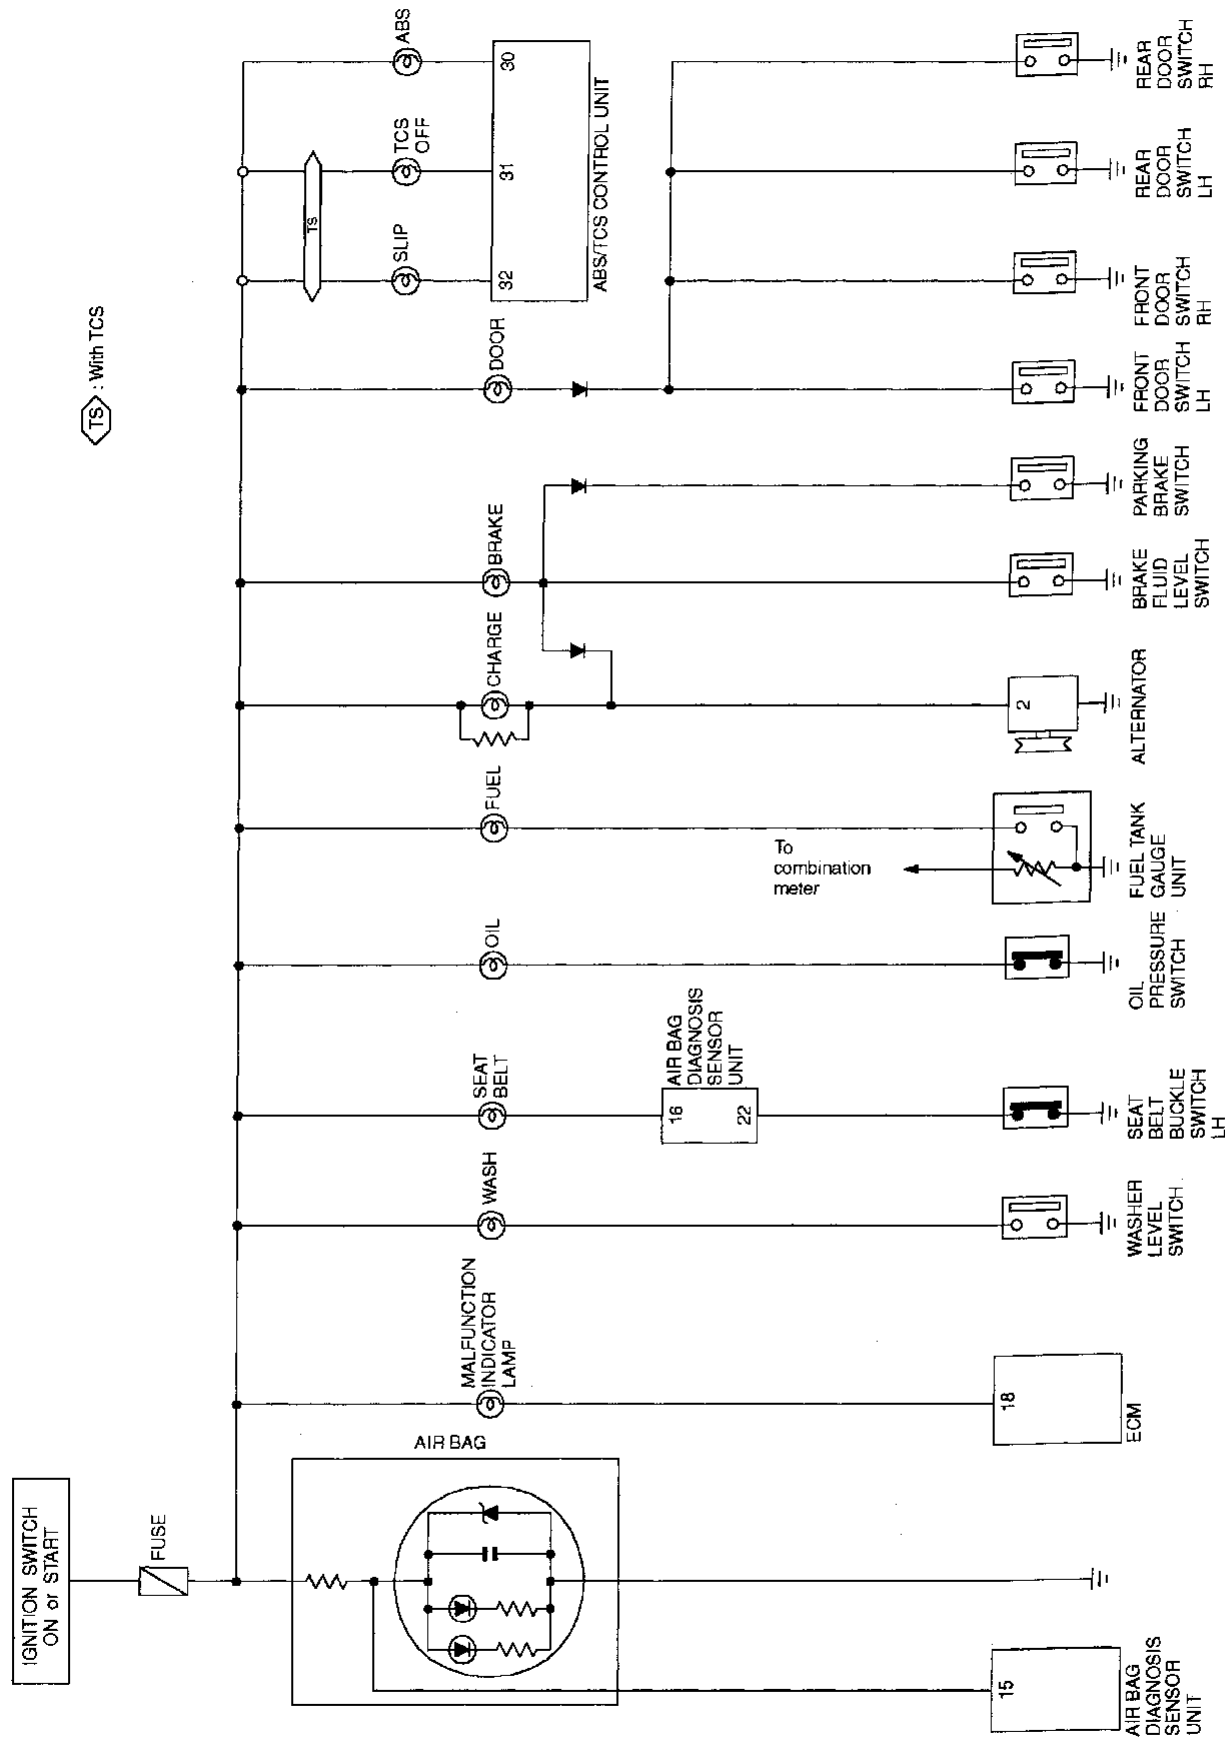 IGNITION SWITCH
ON or START
FUSE
TS : With TCS
AIR BAG
MALFUNCTION
INDICATOR
LAMP
WASH
SEAT
BELT
OIL
FUEL
CHARGE
BRAKE
DOOR
SLIP
TCS
OFF
ABS
TS
32
31
30
ABS/TCS CONTROL UNIT
16
22
AIR BAG
DIAGNOSIS
SENSOR
UNIT
To
combination
meter
15
AIR BAG
DIAGNOSIS
SENSOR
UNIT
18
ECM
WASHER
LEVEL
SWITCH
SEAT
BELT
BUCKLE
SWITCH
LH
OIL
PRESSURE
SWITCH
FUEL TANK
GAUGE
UNIT
2
ALTERNATOR
BRAKE
FLUID
LEVEL
SWITCH
PARKING
BRAKE
SWITCH
FRONT
DOOR
SWITCH
LH
FRONT
DOOR
SWITCH
RH
REAR
DOOR
SWITCH
LH
REAR
DOOR
SWITCH
RH